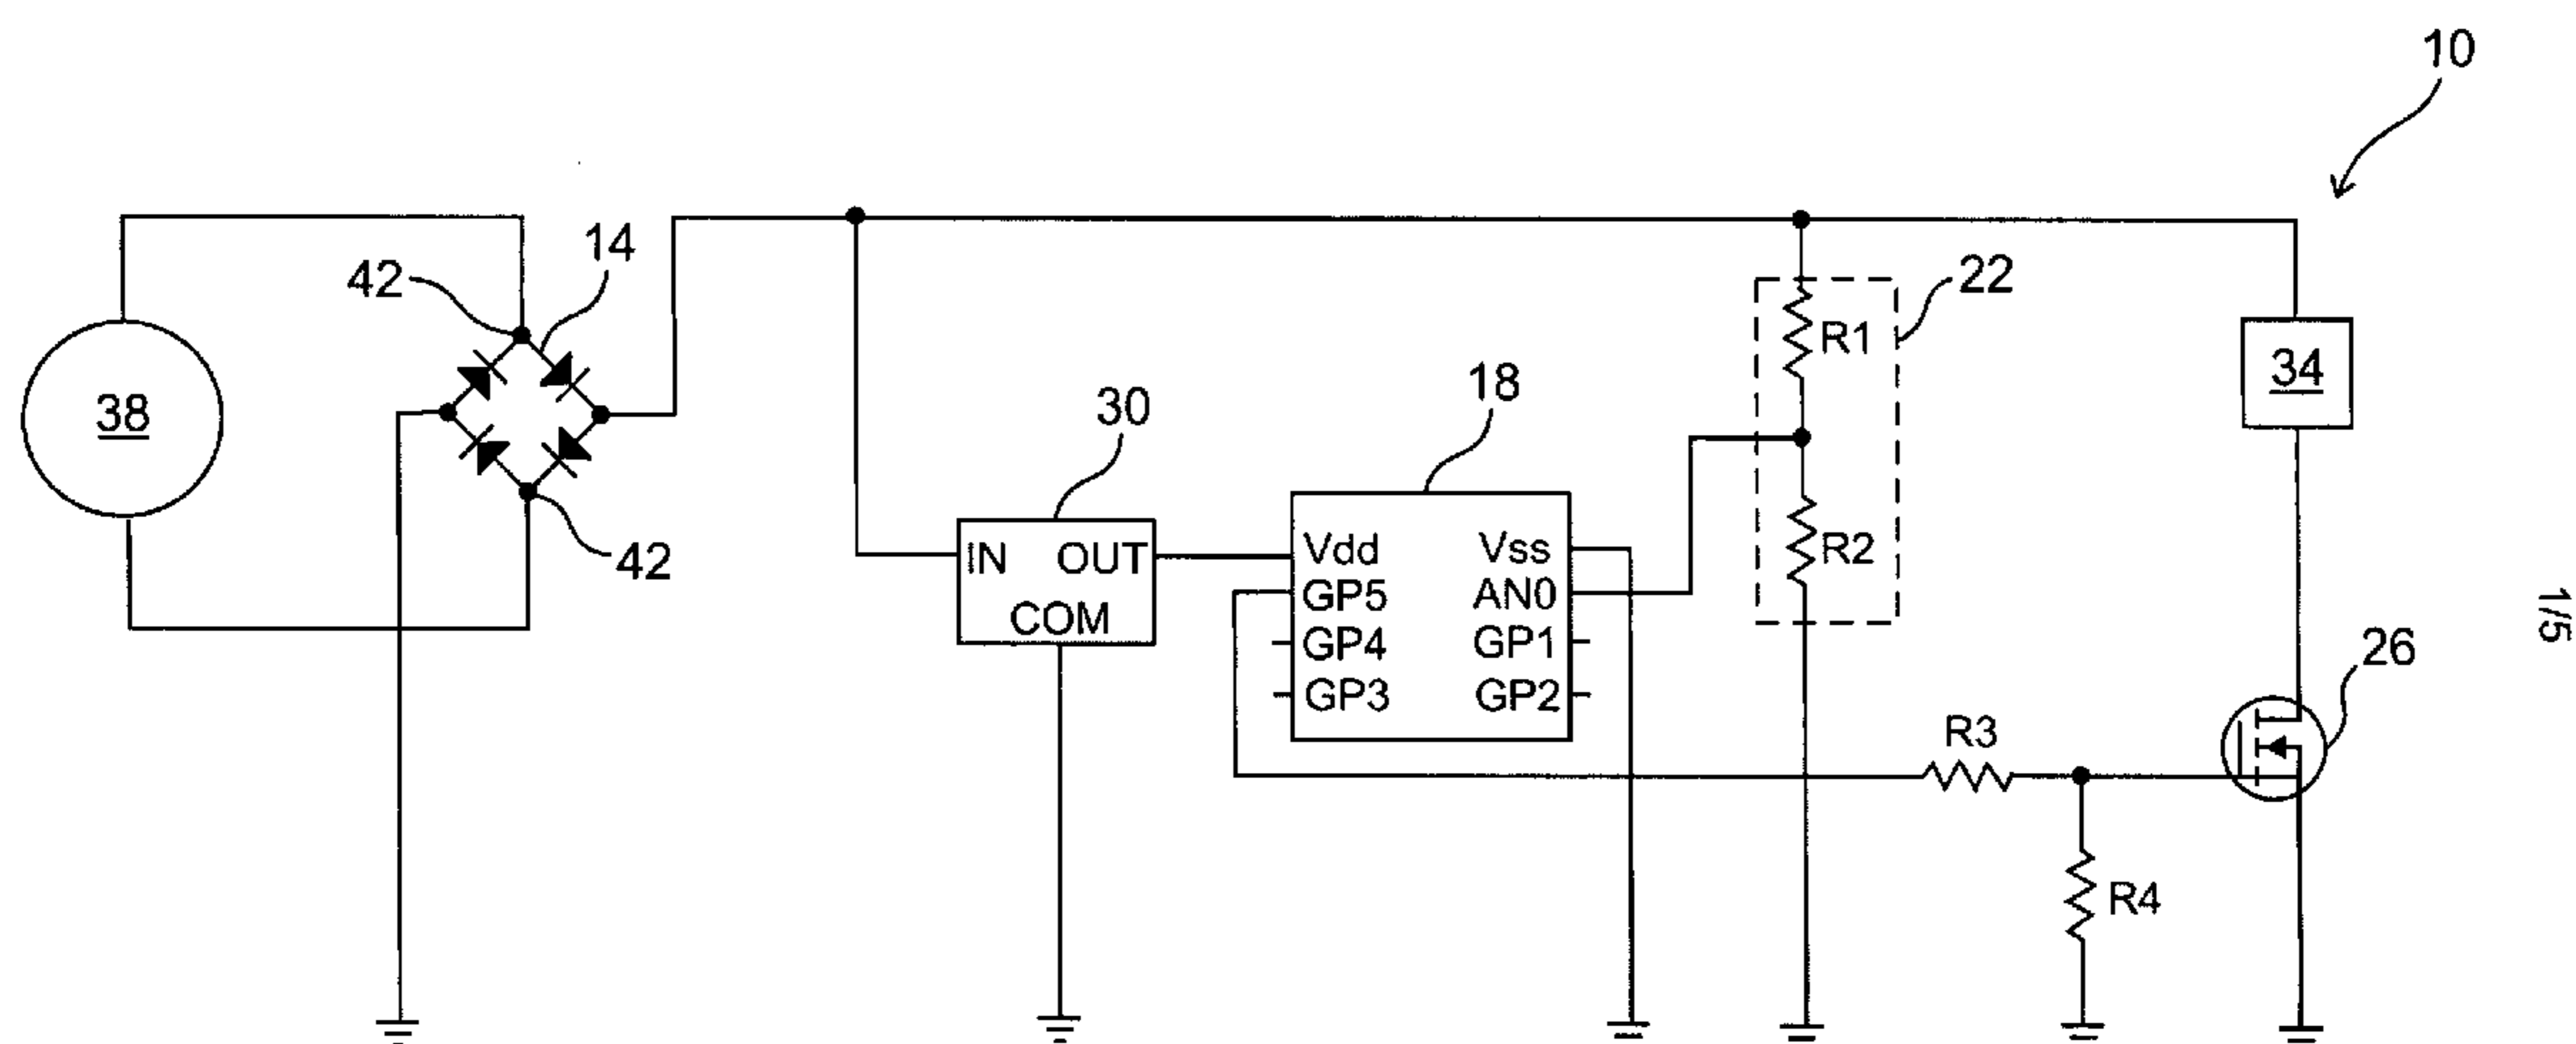 10
14
42
38
42
22
R1
34
30
18
R2
IN OUT
COM
Vdd Vss
GP5 AN0
GP4 GP1
GP3 GP2
26
R3
R4
1/5